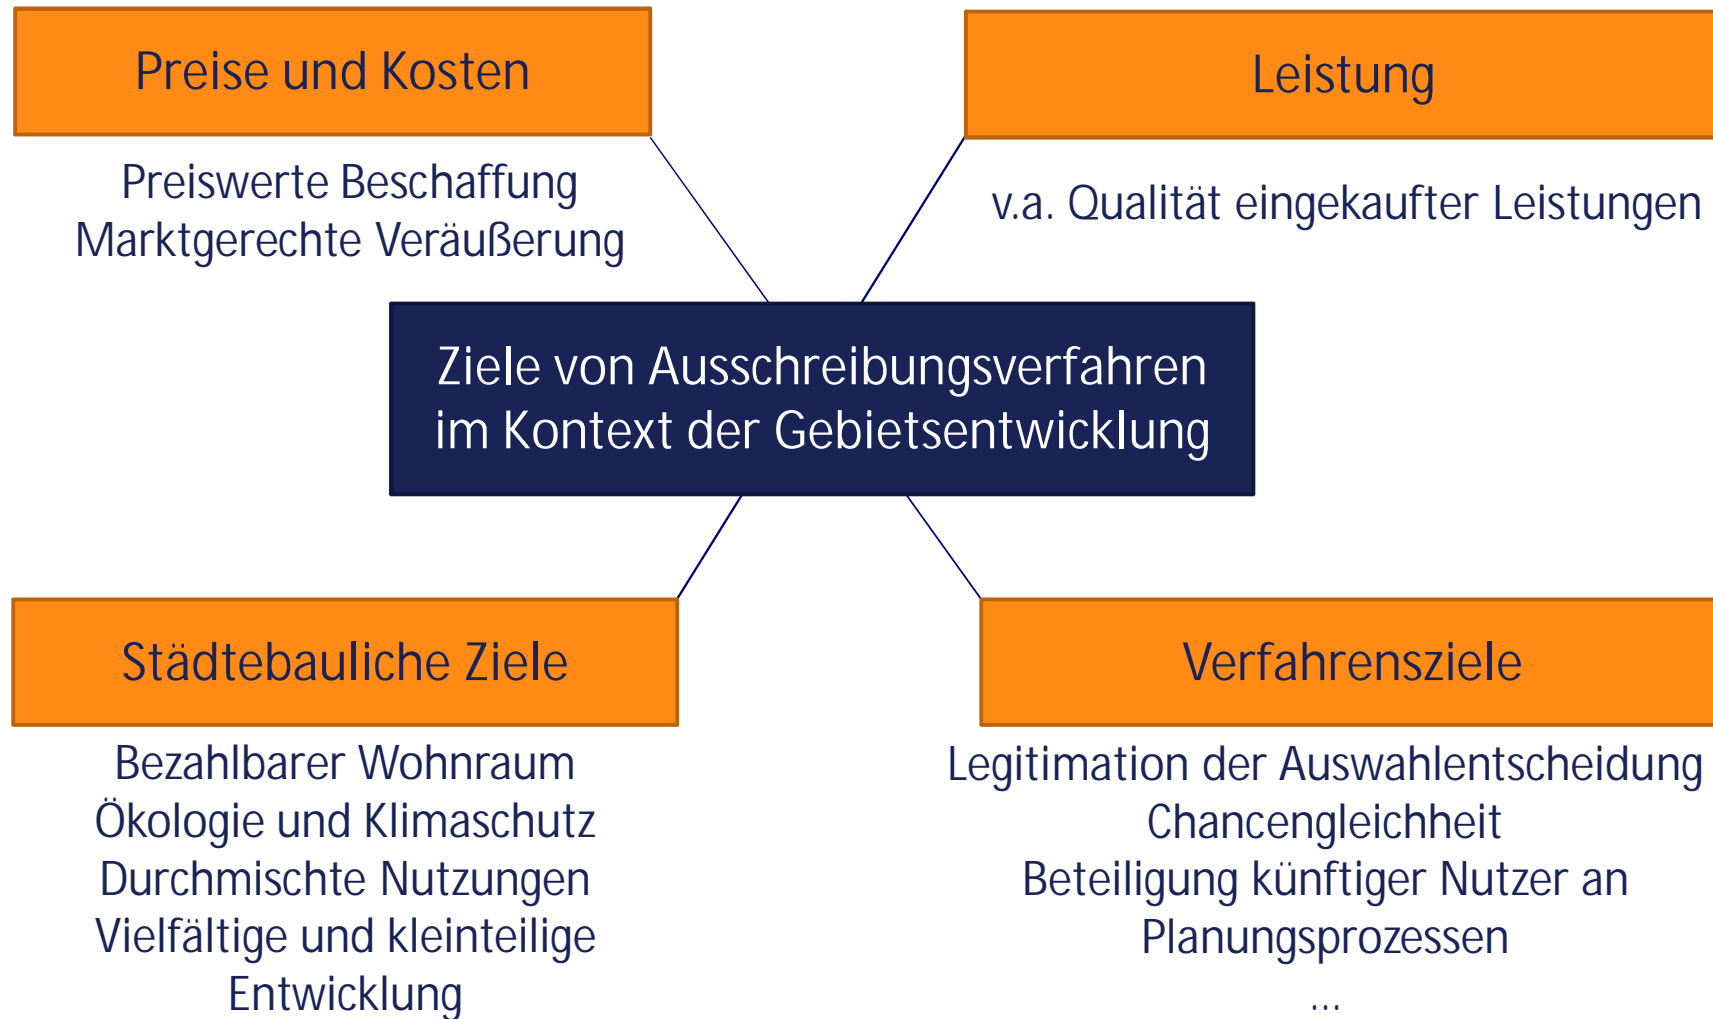 Preise und Kosten
Preiswerte Beschaffung
Marktgerechte Veräußerung
Leistung
v.a. Qualität eingekaufter Leistungen
Ziele von Ausschreibungsverfahren
im Kontext der Gebietsentwicklung
Städtebauliche Ziele
Bezahlbarer Wohnraum
Ökologie und Klimaschutz
Durchmischte Nutzungen
Vielfältige und kleinteilige
Entwicklung
Verfahrensziele
Legitimation der Auswahlentscheidung
Chancengleichheit
Beteiligung künftiger Nutzer an
Planungsprozessen
...